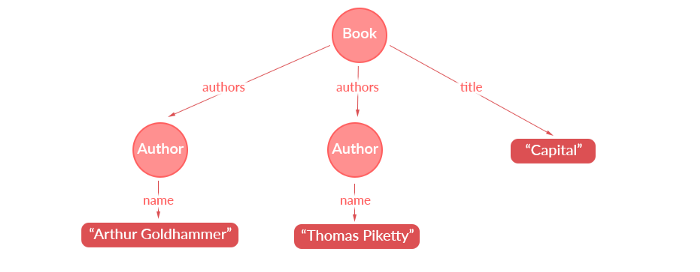 Book
authors
authors
title
Author
Author
“Capital”
name
name
“Arthur Goldhammer”
“Thomas Piketty”